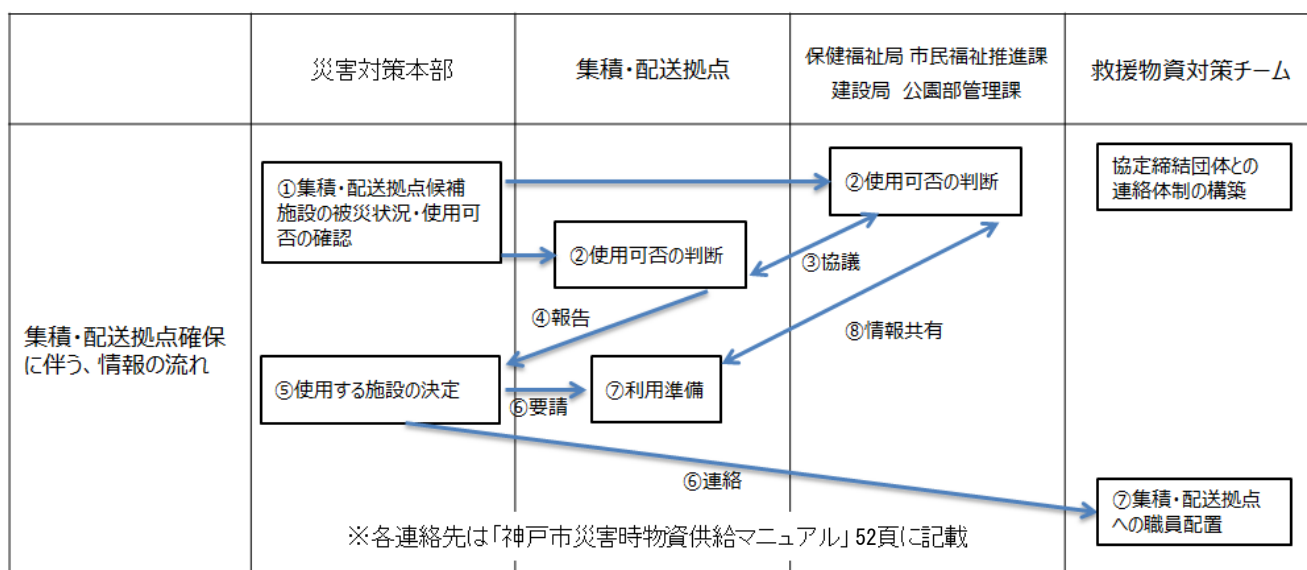 災害対策本部
集積・配送拠点
保健福祉局 市民福祉推進課
建設局 公園部管理課
救援物資対策チーム
集積・配送拠点確保
に伴う、情報の流れ
①集積・配送拠点候補
施設の被災状況・使用可
否の確認
②使用可否の判断
②使用可否の判断
協定締結団体との
連絡体制の構築
③協議
④報告
⑧情報共有
⑤使用する施設の決定
⑥要請
⑦利用準備
⑥連絡
⑦集積・配送拠点
への職員配置
※各連絡先は「神戸市災害時物資供給マニュアル」52頁に記載